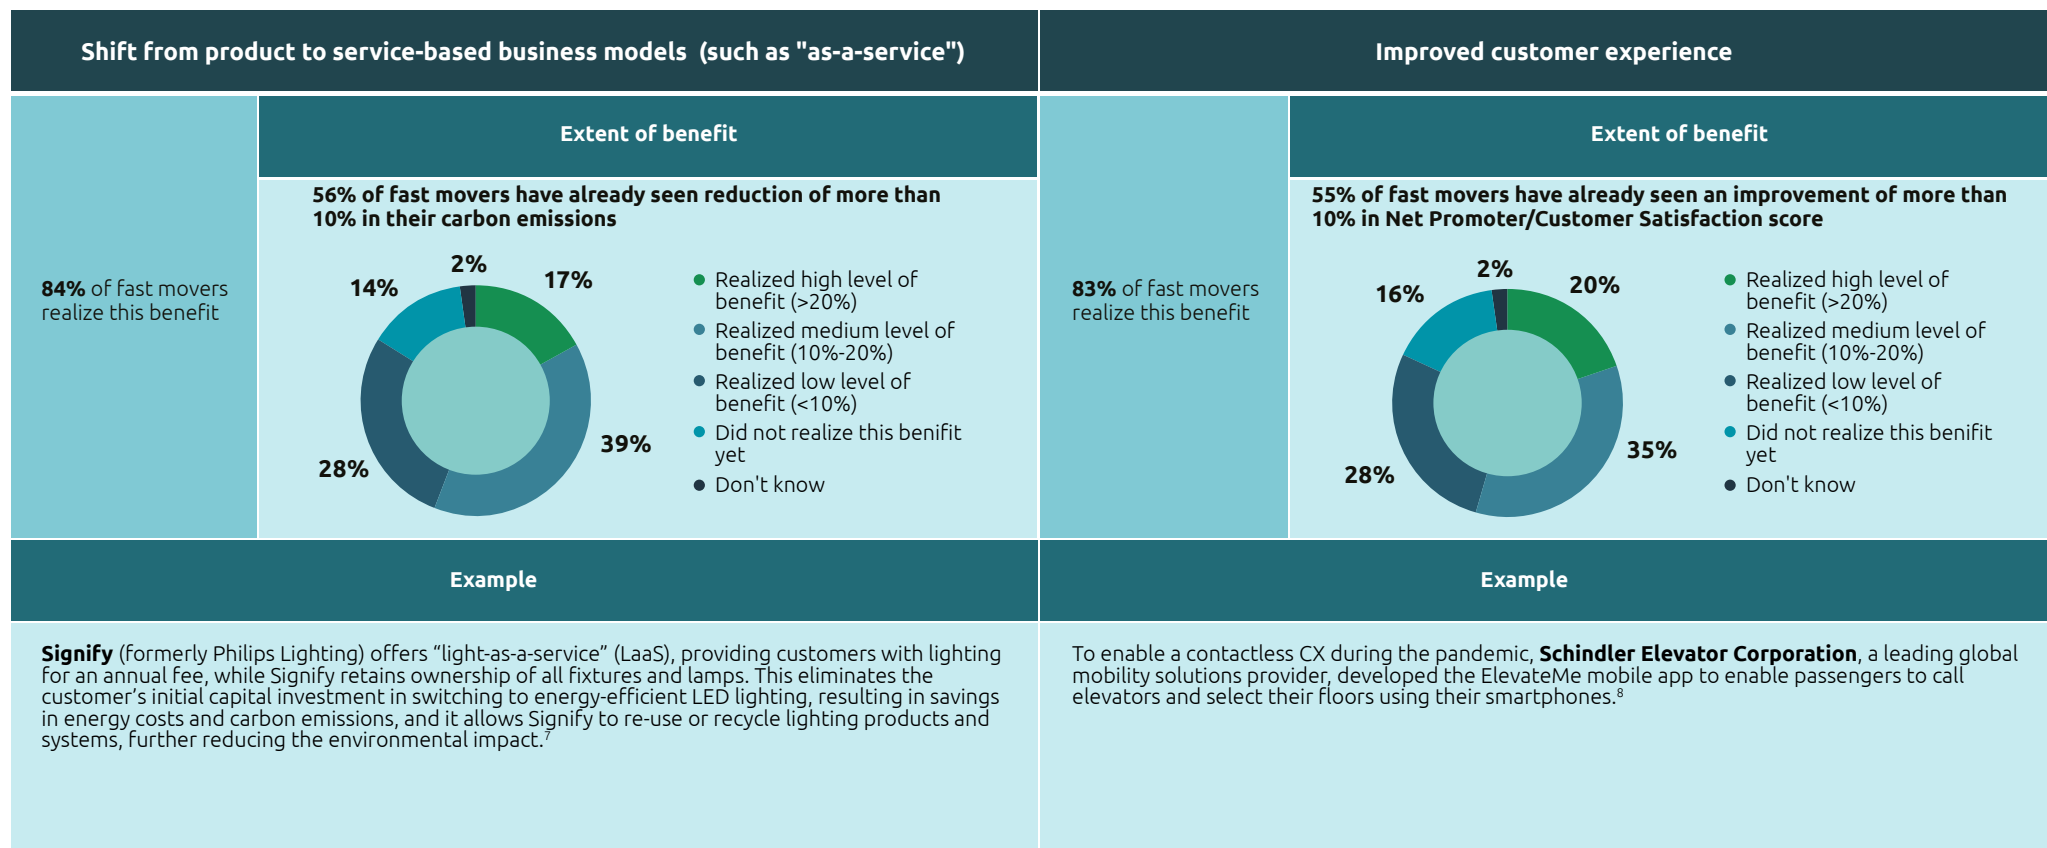 Shift from product to service-based business models  (such as "as-a-service")
84% of fast movers
realize this benefit
Extent of benefit
56% of fast movers have already seen reduction of more than
10% in their carbon emissions
2%
17%
14%
39%
28%
Realized high level of
benefit (>20%)
Realized medium level of
benefit (10%-20%)
Realized low level of
benefit (<10%)
Did not realize this benifit
yet
Don't know
Example
Signify (formerly Philips Lighting) offers “light-as-a-service” (LaaS), providing customers with lighting
for an annual fee, while Signify retains ownership of all fixtures and lamps. This eliminates the
customer’s initial capital investment in switching to energy-efficient LED lighting, resulting in savings
in energy costs and carbon emissions, and it allows Signify to re-use or recycle lighting products and
systems, further reducing the environmental impact.7
Improved customer experience
83% of fast movers
realize this benefit
Extent of benefit
55% of fast movers have already seen an improvement of more than
10% in Net Promoter/Customer Satisfaction score
2%
20%
16%
35%
28%
Realized high level of
benefit (>20%)
Realized medium level of
benefit (10%-20%)
Realized low level of
benefit (<10%)
Did not realize this benifit
yet
Don't know
Example
To enable a contactless CX during the pandemic, Schindler Elevator Corporation, a leading global
mobility solutions provider, developed the ElevateMe mobile app to enable passengers to call
elevators and select their floors using their smartphones.8